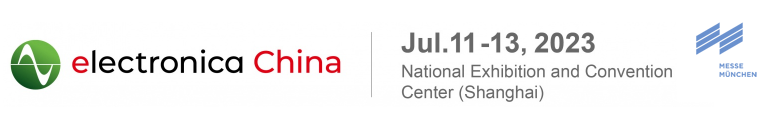 electronica China
Jul.11-13, 2023
National Exhibition and Convention
Center (Shanghai)
MESSE
MÜNCHEN